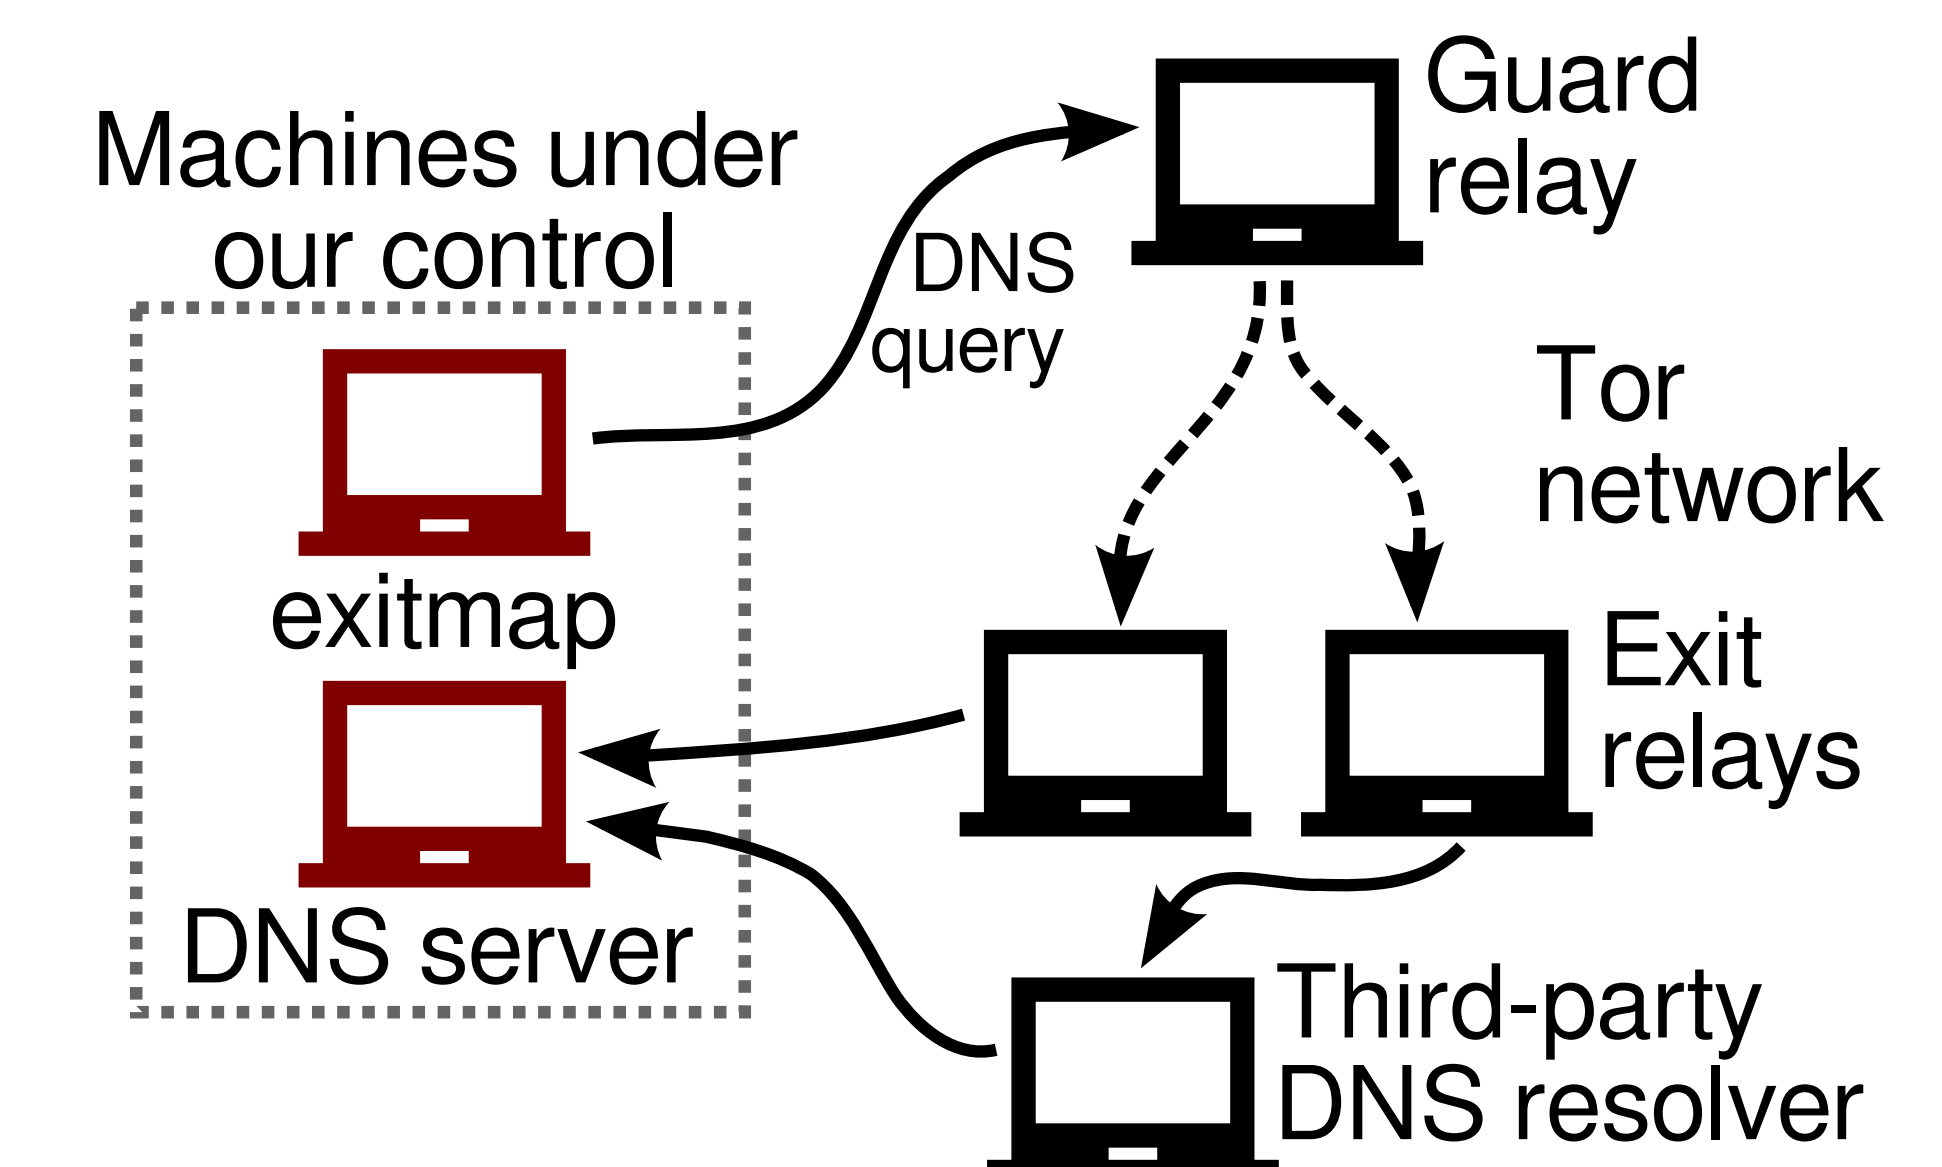 Machines under
our control
exitmap
DNS server
DNS
query
Guard
relay
Tor
network
Exit
relays
Third-party
DNS resolver